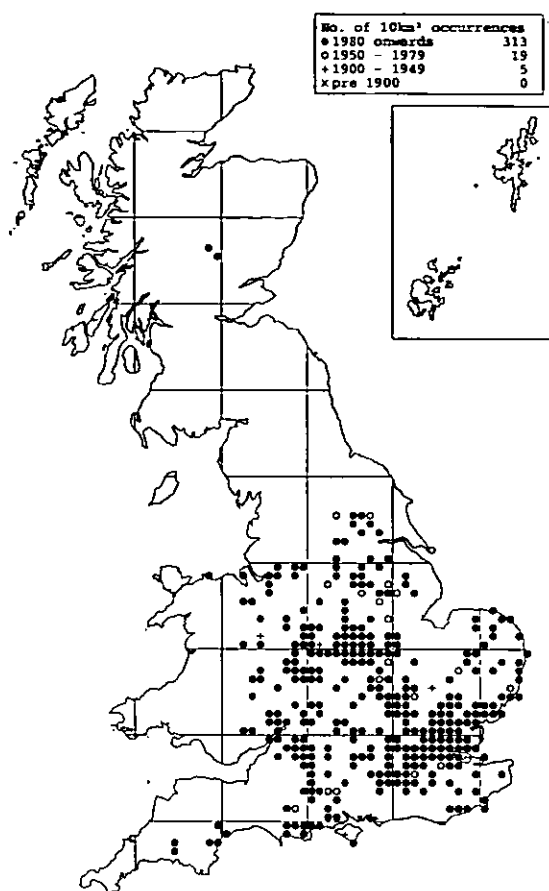 No. of 10km² occurrences
● 1980 onwards 313
○ 1950 - 1979 19
+ 1900 - 1949 5
x pre 1900 0